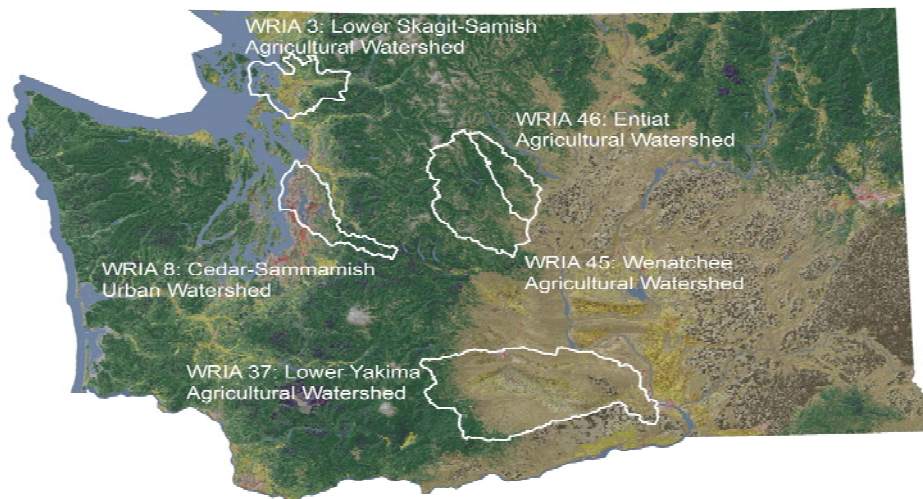 WRIA 3: Lower Skagit-Samish
Agricultural Watershed
WRIA 46: Entiat
Agricultural Watershed
WRIA 8: Cedar-Sammamish
Urban Watershed
WRIA 45: Wenatchee
Agricultural Watershed
WRIA 37: Lower Yakima
Agricultural Watershed